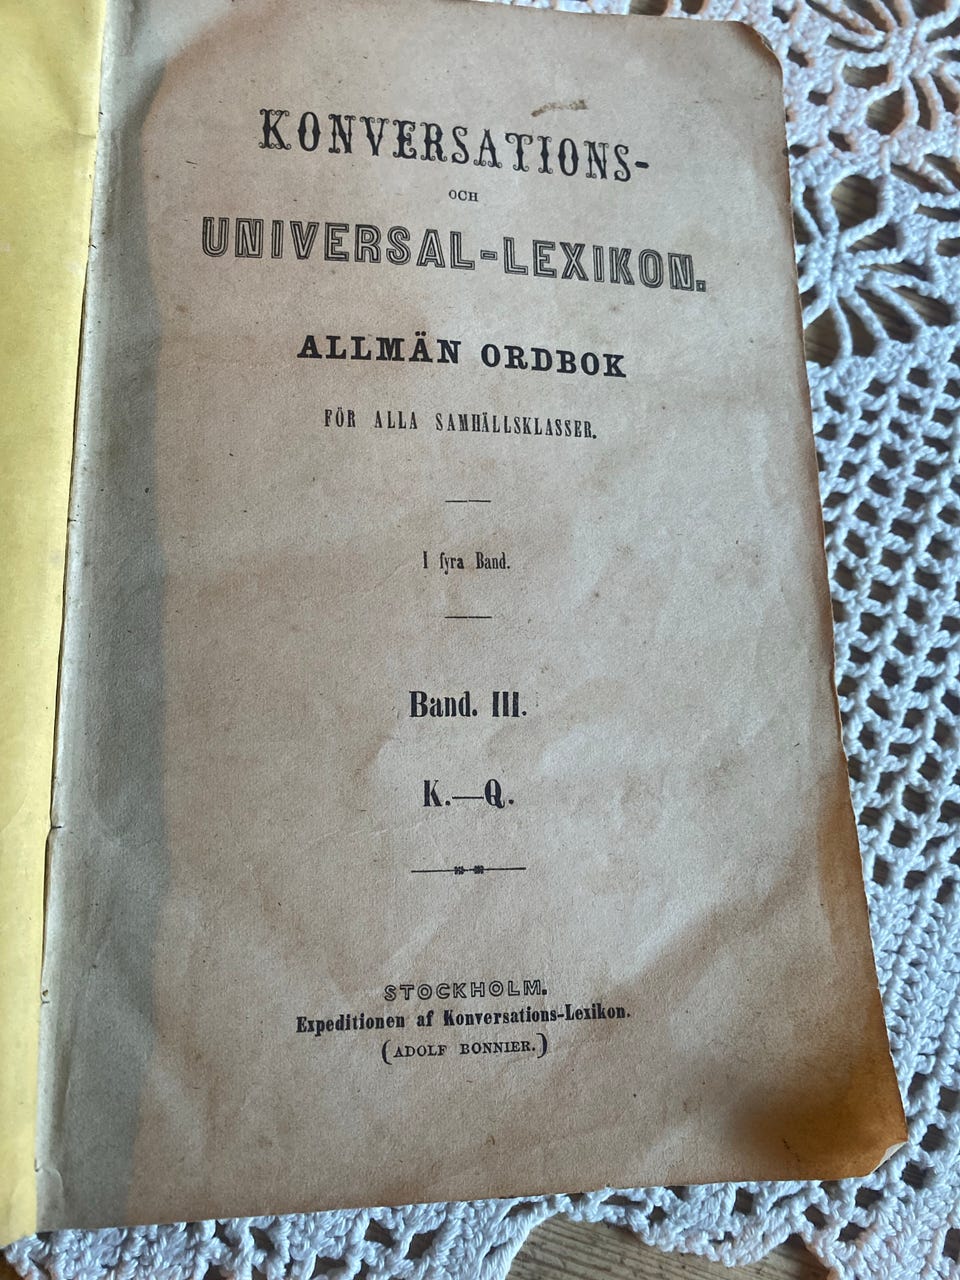 KONVERSATIONS-
OCH
UNIVERSAL-LEXIKON.
ALLMÄN ORDBOK
FÖR ALLA SAMHÄLLSKLASSER.
I fyra Band.
Band. III.
K.—Q.
STOCKHOLM.
Expeditionen af Konversations-Lexikon.
(ADOLF BONNIER.)